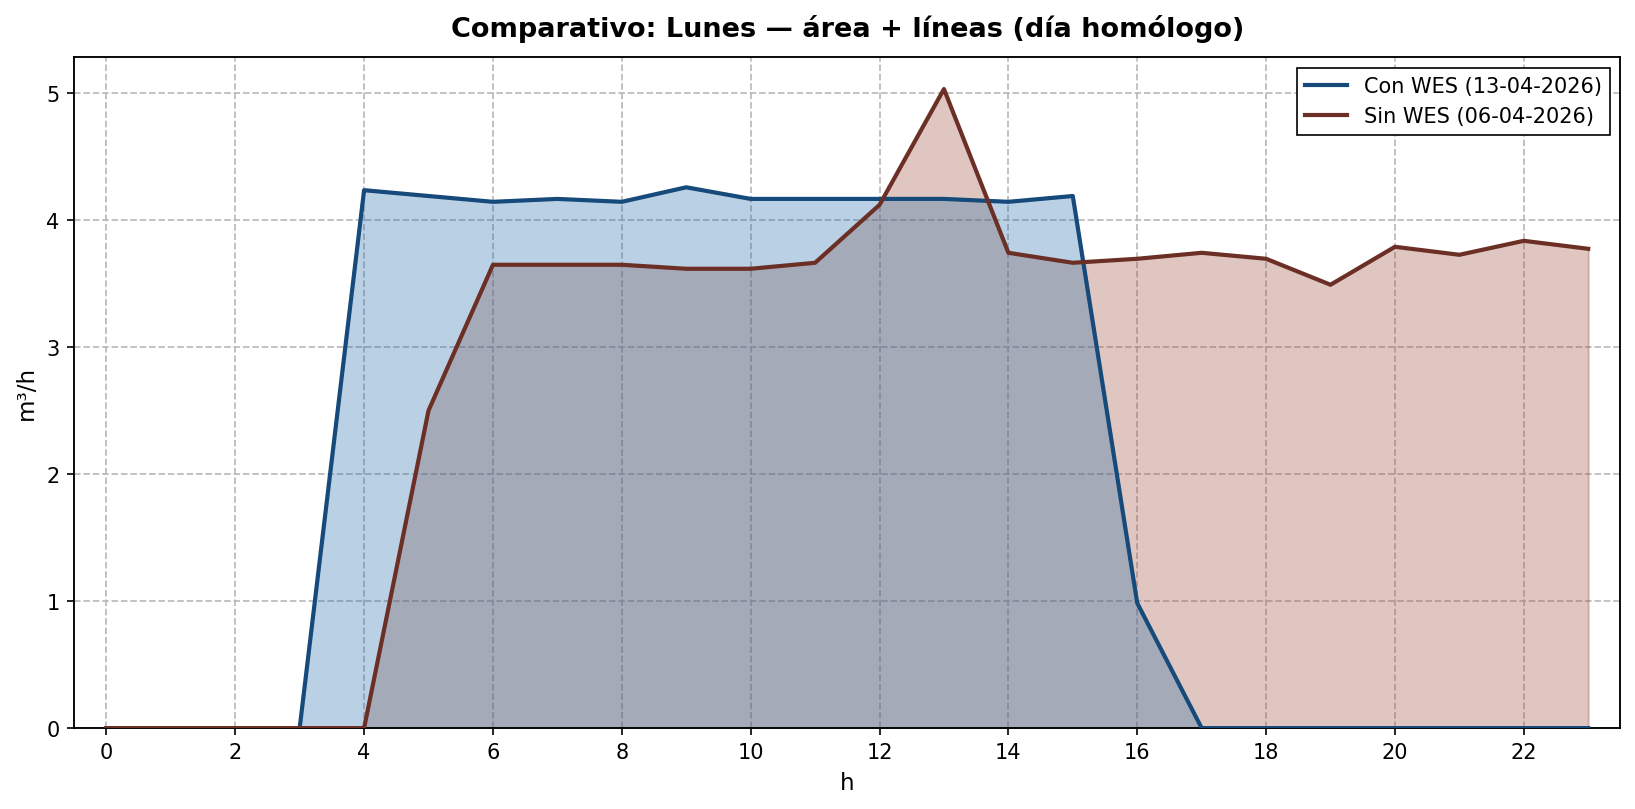 Comparativo: Lunes — área + líneas (día homólogo)
Con WES (13-04-2026)
Sin WES (06-04-2026)
5
4
3
2
1
0
m³/h
0 2 4 6 8 10 12 14 16 18 20 22
h